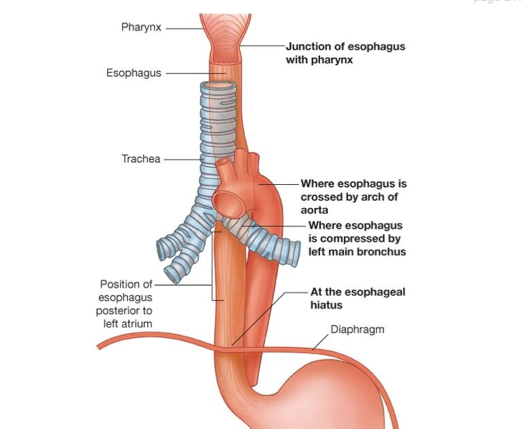 Pharynx
Junction of esophagus
with pharynx
Esophagus
Trachea
Where esophagus is
crossed by arch of
aorta
Where esophagus
is compressed by
left main bronchus
Position of
esophagus
posterior to
left atrium
At the esophageal
hiatus
Diaphragm